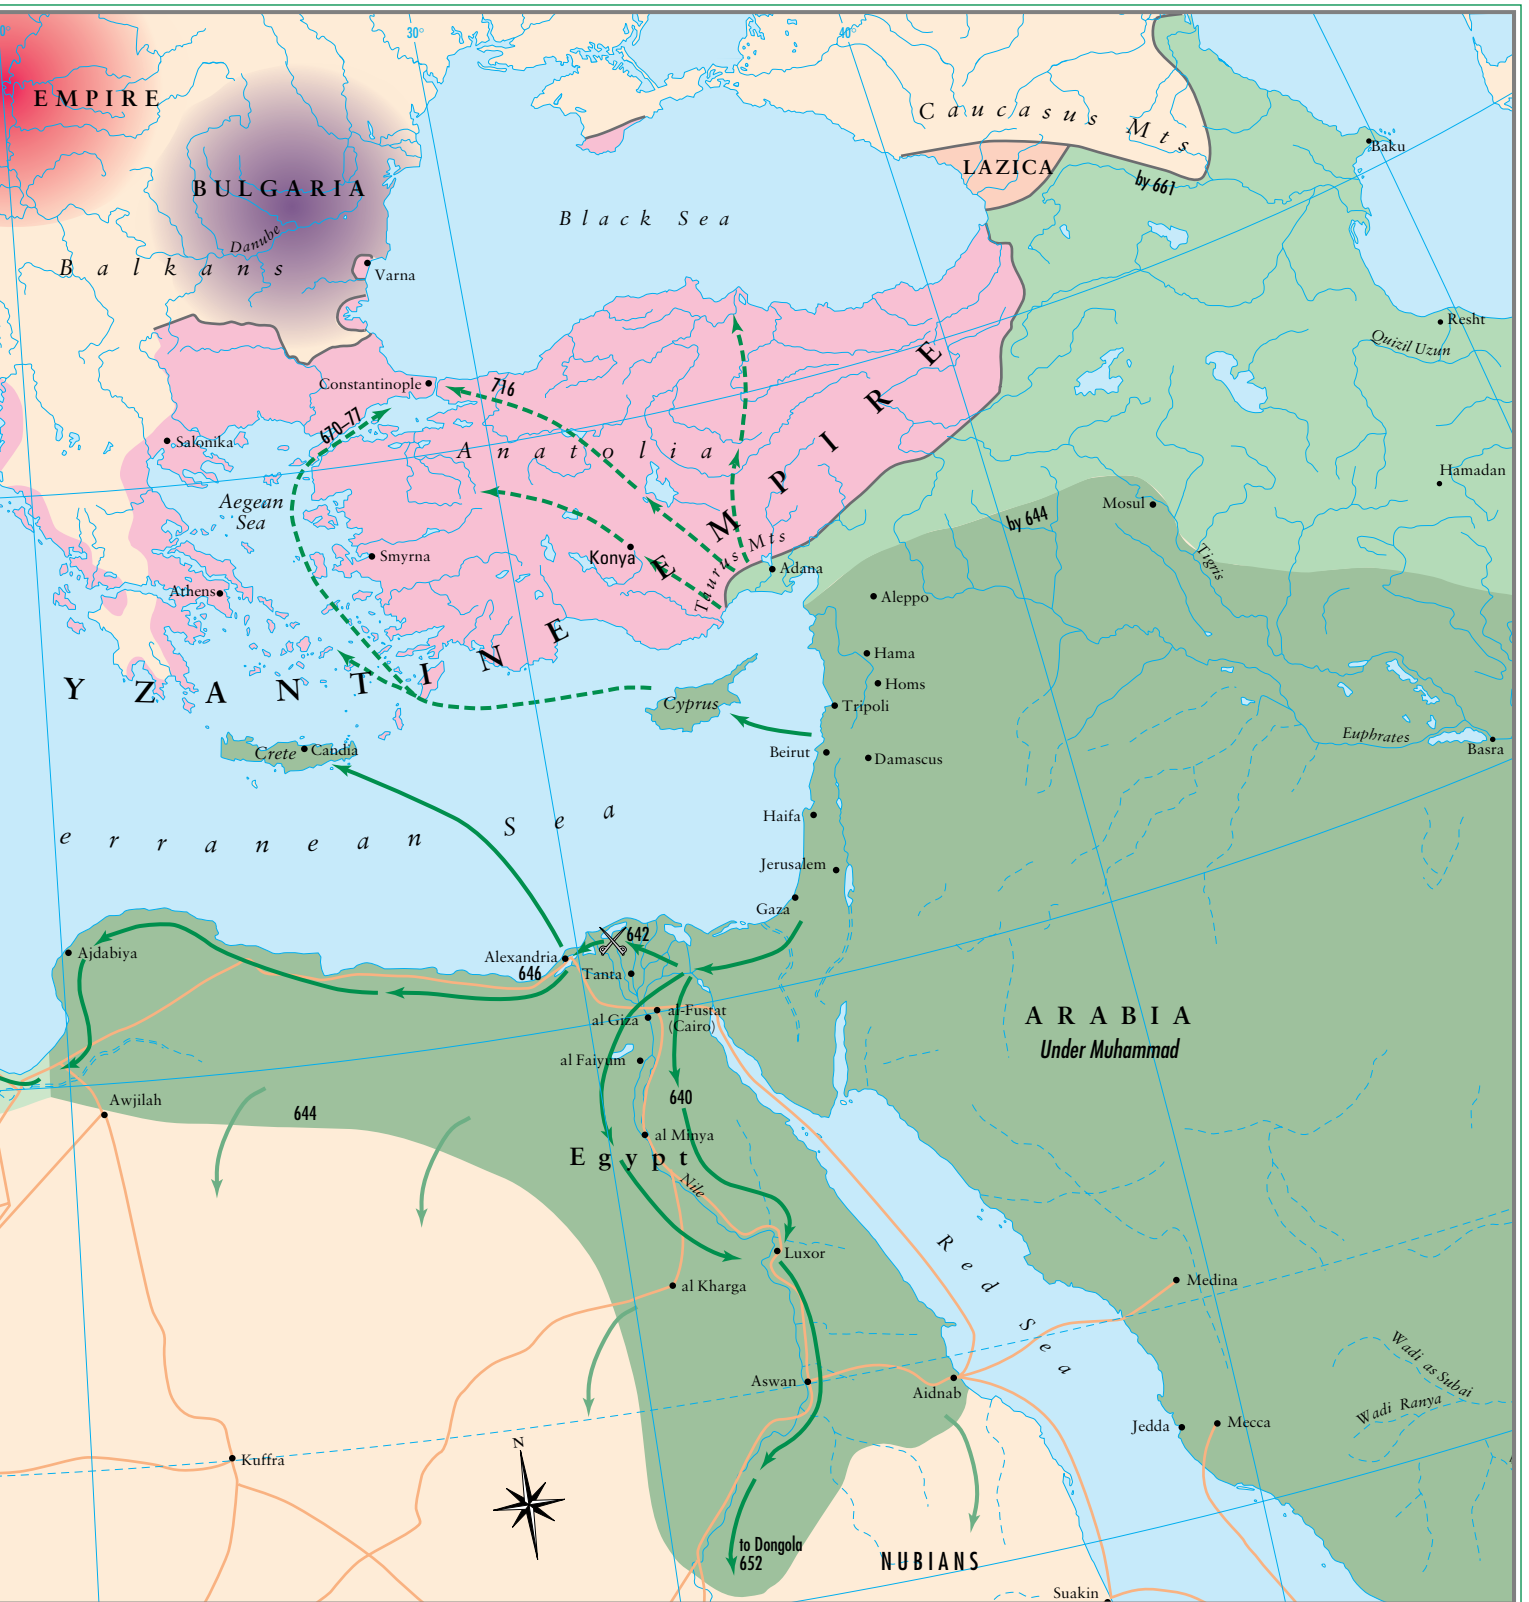 0°
30°
40°
EMPIRE
Caucasus Mts
Baku
LAZICA
by 661
BULGARIA
Black Sea
Danube
Balkans
Varna
Resht
Quizil Uzun
Constantinople
716
670–77
Salonika
Anatolia
Hamadan
Aegean
Sea
Mosul
by 644
Smyrna
Konya
Taurus Mts
Adana
Tigris
Athens
Aleppo
YZANTINE EMPIRE
Hama
Homs
Cyprus
Tripoli
Euphrates
Basra
Crete
Candia
Beirut
Damascus
erranean Sea
Haifa
Jerusalem
Gaza
642
Ajdabiya
Alexandria
646
Tanta
al-Fustat
(Cairo)
al Giza
ARABIA
Under Muhammad
al Faiyum
Awjilah
644
640
al Minya
Egypt
Nile
Luxor
Red Sea
al Kharga
Medina
Wadi as Subai
Aswan
Aidnab
Wadi Ranya
Jedda
Mecca
Kuffra
N
to Dongola
652
NUBIANS
Suakin